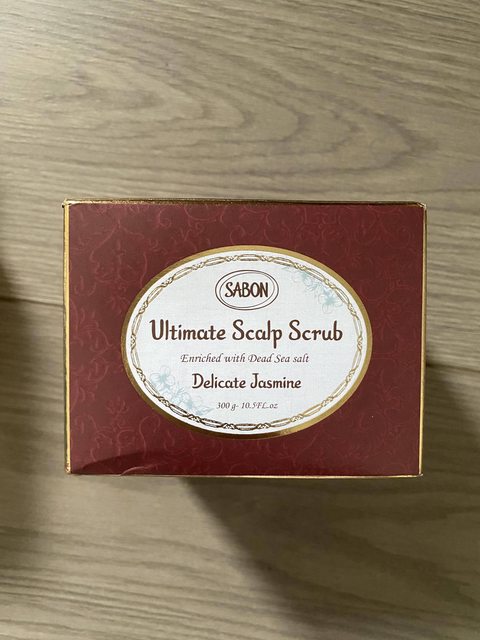 SABON
Ultimate Scalp Scrub
Enriched with Dead Sea salt
Delicate Jasmine
300 g- 10.5FL.oz